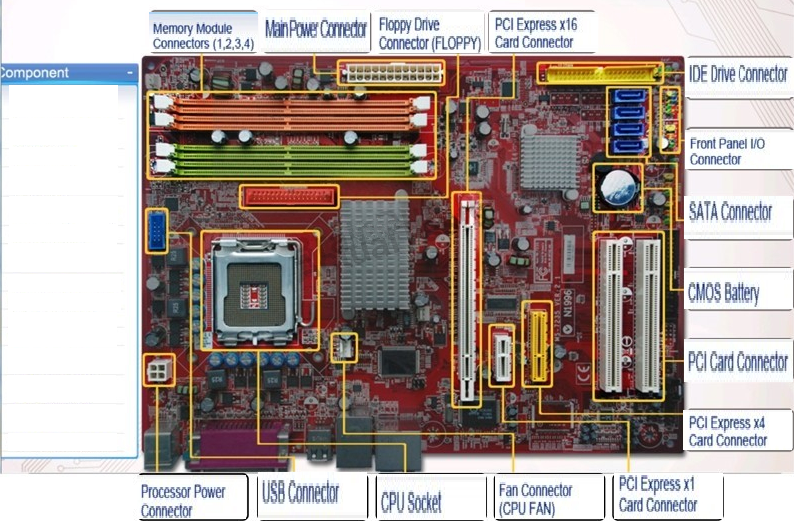 Memory Module
Connectors (1,2,3,4)
Main Power Connector
Floppy Drive
Connector (FLOPPY)
PCI Express x16
Card Connector
Component
IDE Drive Connector
Front Panel I/O
Connector
SATA Connector
CMOS Battery
PCI Card Connector
PCI Express x4
Card Connector
N1996
FC
CE
Processor Power
Connector
USB Connector
CPU Socket
Fan Connector
(CPU FAN)
PCI Express x1
Card Connector